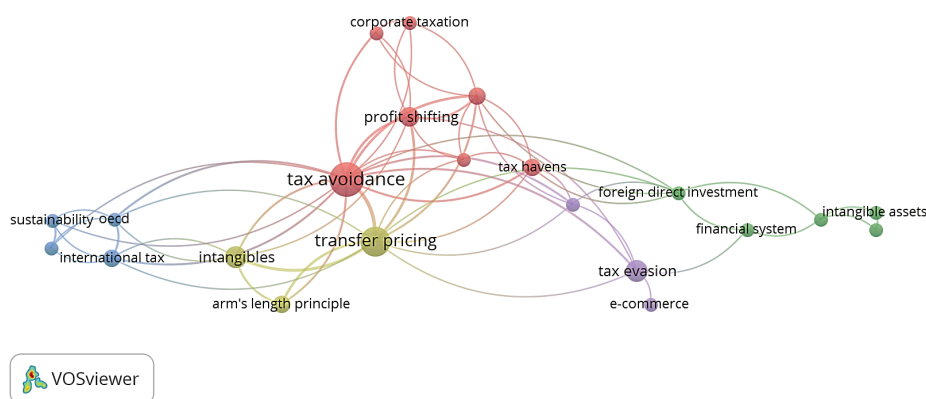 corporate taxation
profit shifting
tax havens
tax avoidance
foreign direct investment
intangible assets
sustainability
oecd
financial system
transfer pricing
international tax
intangibles
tax evasion
arm's length principle
e-commerce
VOSviewer